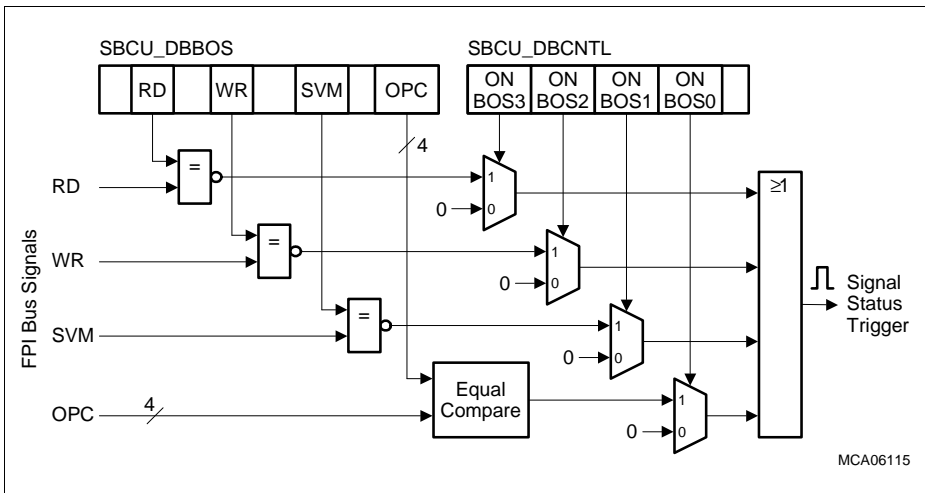 SBCU_DBBOS
SBCU_DBCNTL
RD WR SVM OPC
ON BOS3
ON BOS2
ON BOS1
ON BOS0
4
RD
=
1
0
0
≥1
WR
=
1
0
0
FPI Bus Signals
SVM
=
1
0
0
Signal
Status
Trigger
OPC
4
Equal
Compare
1
0
0
MCA06115